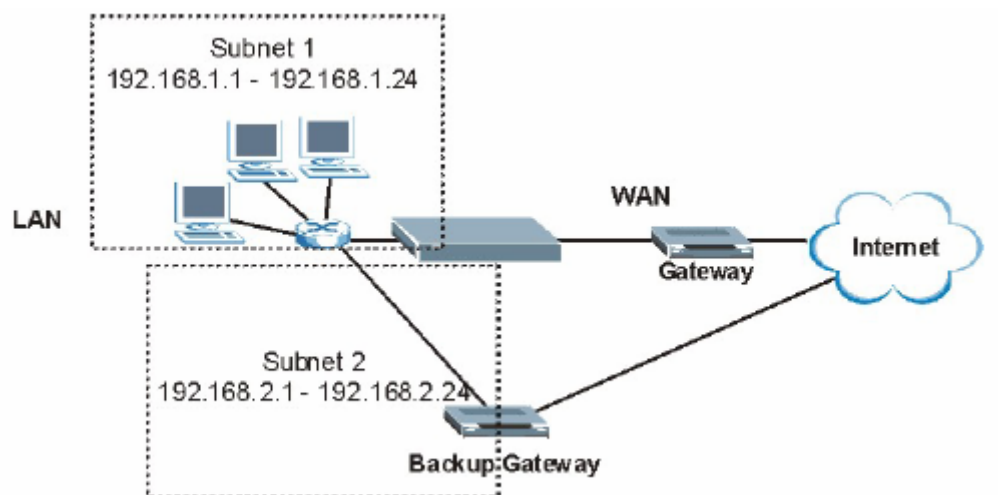 Subnet 1
192.168.1.1 - 192.168.1.24
LAN
WAN
Gateway
Internet
Subnet 2
192.168.2.1 - 192.168.2.24
Backup Gateway